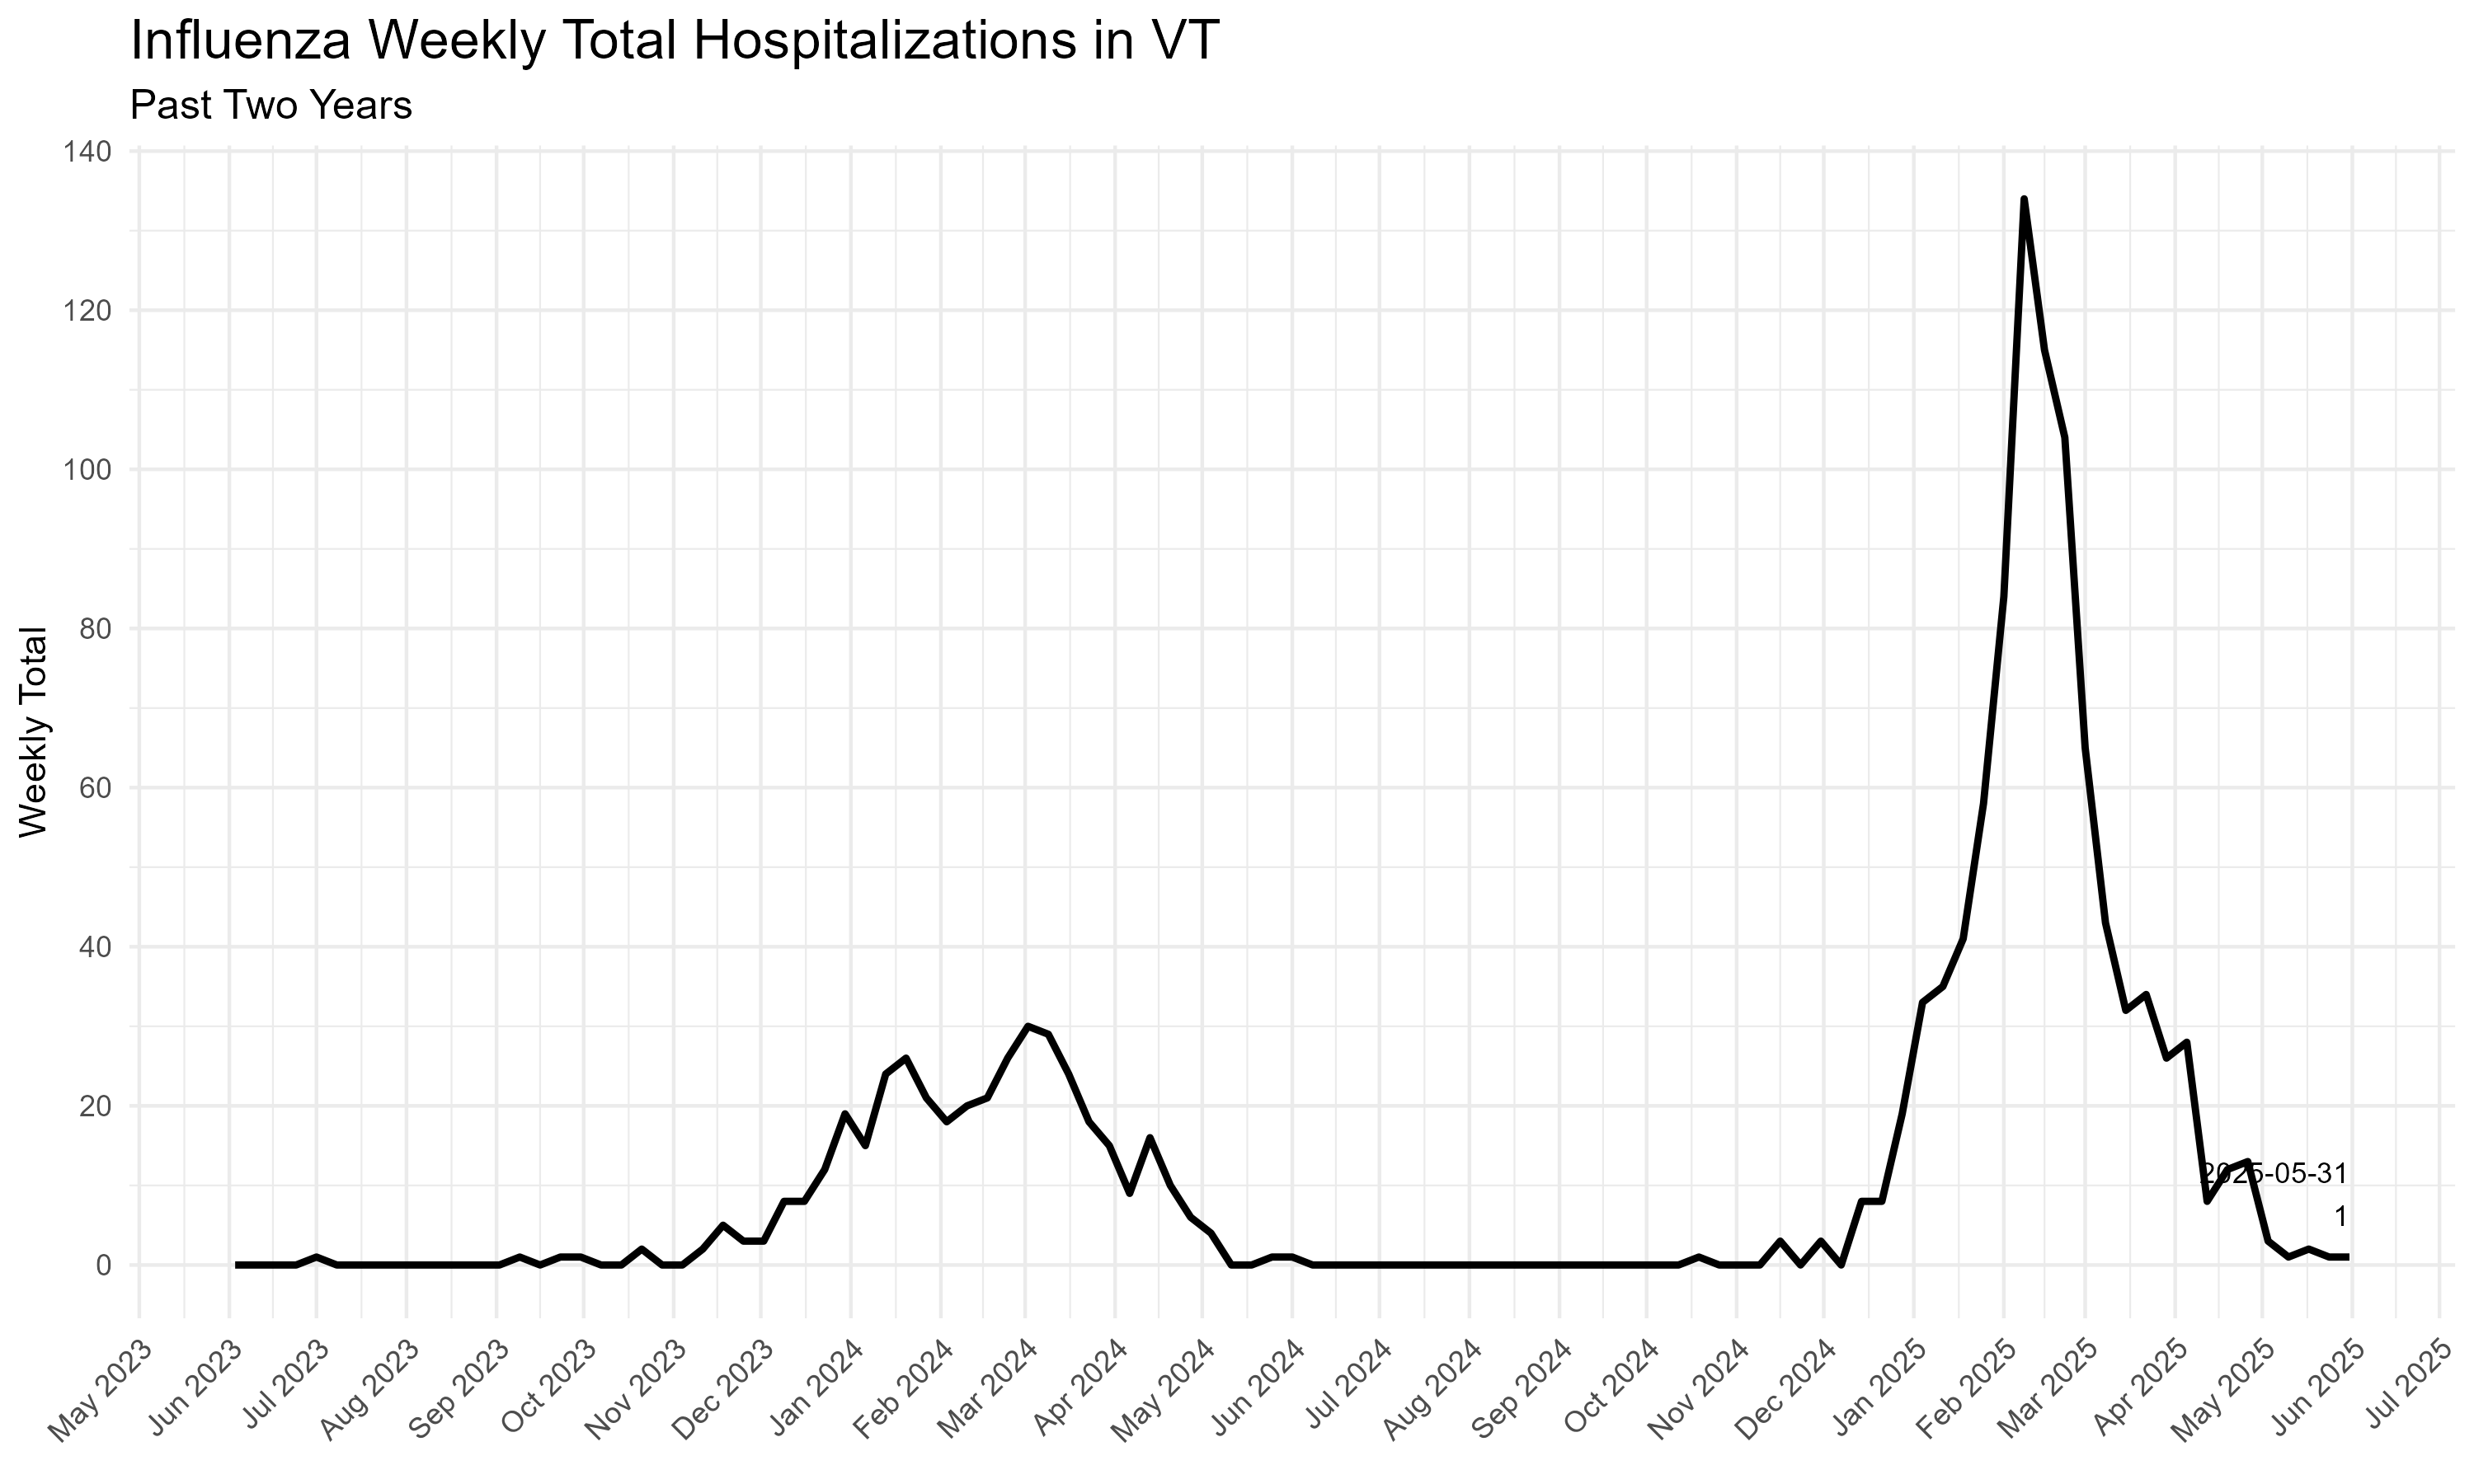 Influenza Weekly Total Hospitalizations in VT
Past Two Years
Weekly Total
140
120
100
80
60
40
20
0
2025-05-31
1
May 2023
Jun 2023
Jul 2023
Aug 2023
Sep 2023
Oct 2023
Nov 2023
Dec 2023
Jan 2024
Feb 2024
Mar 2024
Apr 2024
May 2024
Jun 2024
Jul 2024
Aug 2024
Sep 2024
Oct 2024
Nov 2024
Dec 2024
Jan 2025
Feb 2025
Mar 2025
Apr 2025
May 2025
Jun 2025
Jul 2025